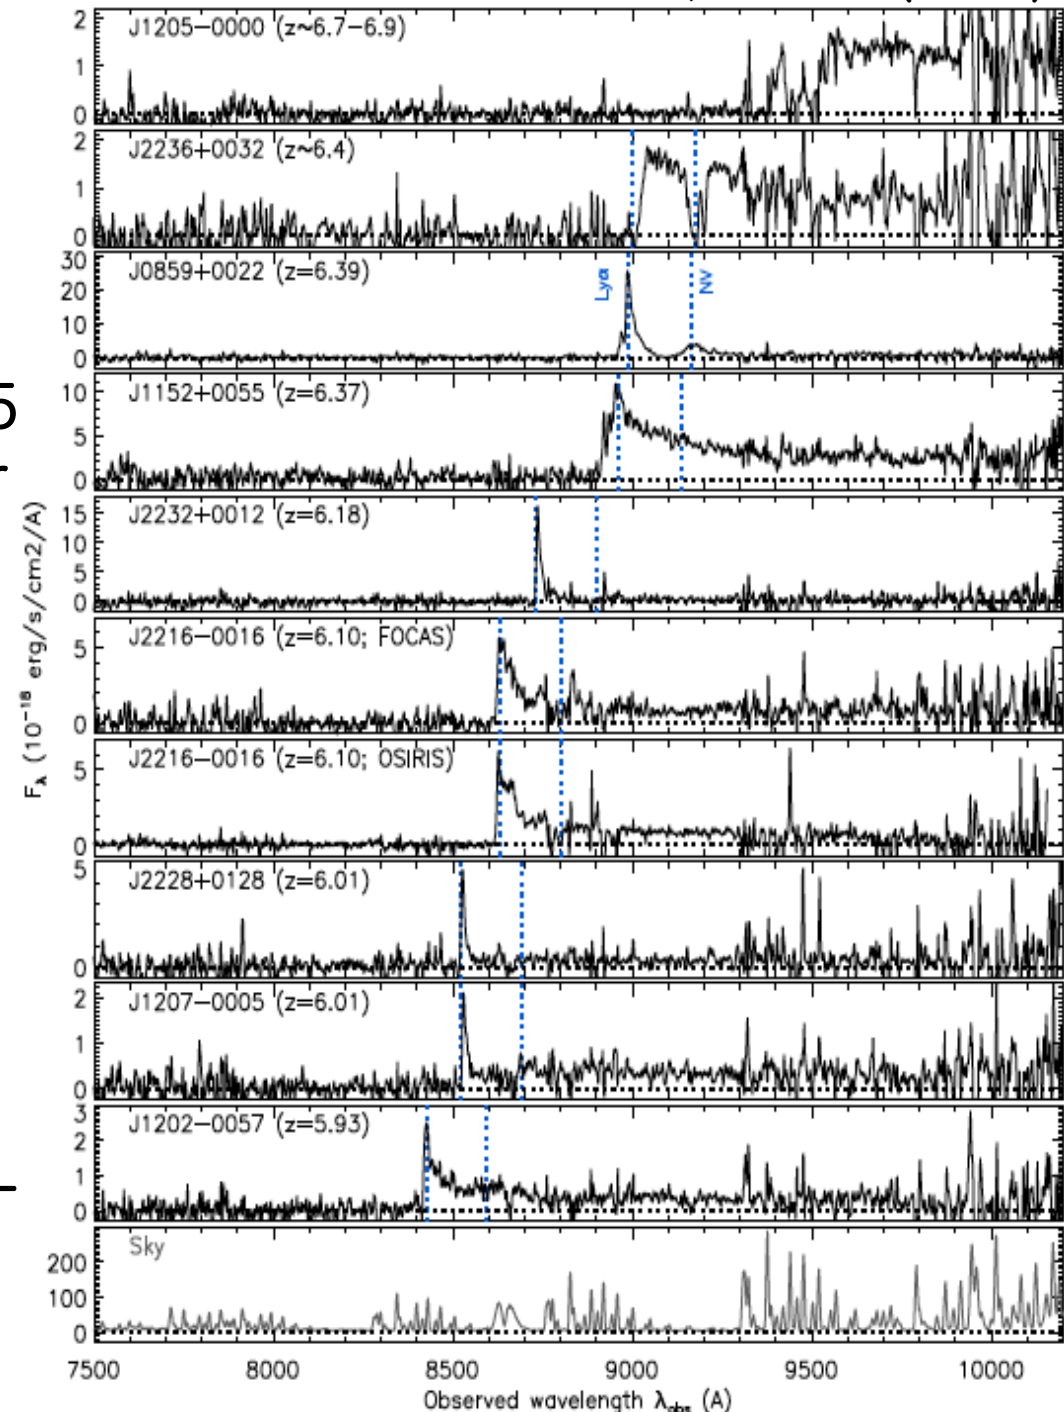 J1205−0000 (z~6.7−6.9)
2
1
0
J2236+0032 (z~6.4)
2
1
0
J0859+0022 (z=6.39)
30
20
10
0
Lyα
NV
J1152+0055 (z=6.37)
10
5
0
J2232+0012 (z=6.18)
15
10
5
0
J2216−0016 (z=6.10; FOCAS)
5
0
J2216−0016 (z=6.10; OSIRIS)
5
0
J2228+0128 (z=6.01)
5
0
J1207−0005 (z=6.01)
2
1
0
J1202−0057 (z=5.93)
3
2
1
0
Sky
200
100
0
7500 8000 8500 9000 9500 10000
Observed wavelength λobs (A)
Fλ (10−18 erg/s/cm2/A)